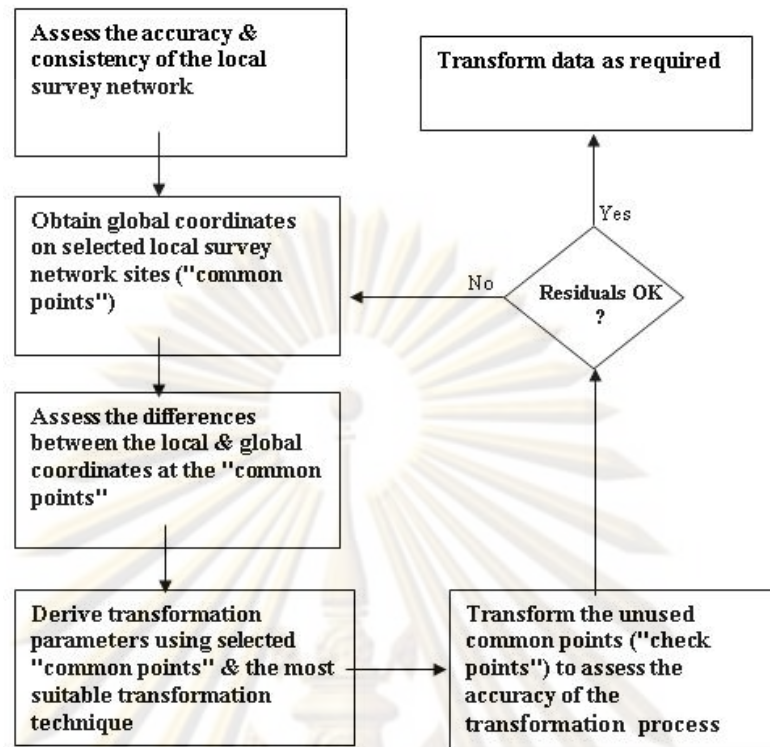 Assess the accuracy &
consistency of the local
survey network
Obtain global coordinates
on selected local survey
network sites ("common
points")
Assess the differences
between the local & global
coordinates at the "common
points"
Derive transformation
parameters using selected
"common points" & the most
suitable transformation
technique
Transform the unused
common points ("check
points") to assess the
accuracy of the
transformation process
Residuals OK
?
No
Yes
Transform data as required